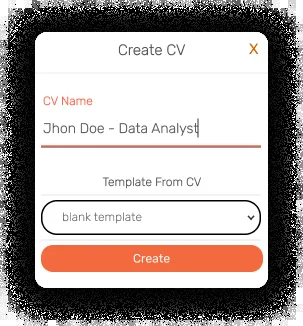 Create CV
X
CV Name
Jhon Doe - Data Analyst
Template From CV
blank template
Create